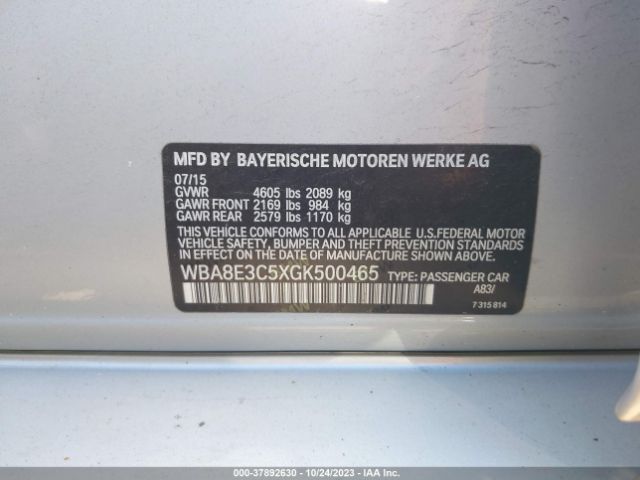 MFD BY BAYERISCHE MOTOREN WERKE AG
07/15
GVWR 4605 lbs 2089 kg
GAWR FRONT 2169 lbs 984 kg
GAWR REAR 2579 lbs 1170 kg
THIS VEHICLE CONFORMS TO ALL APPLICABLE U.S.FEDERAL MOTOR
VEHICLE SAFETY, BUMPER AND THEFT PREVENTION STANDARDS
IN EFFECT ON THE DATE OF MANUFACTURE SHOWN ABOVE.
WBA8E3C5XGK500465 TYPE: PASSENGER CAR
A83/
7 315 814
000-37892630 - 10/24/2023 - IAA Inc.